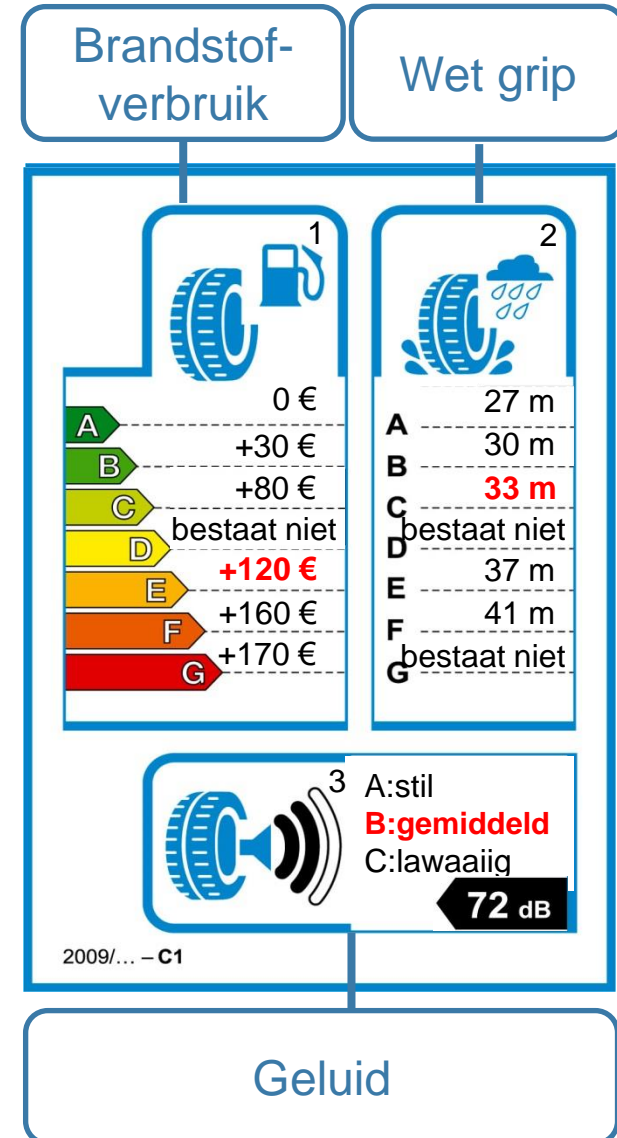 Brandstof-
verbruik
Wet grip
1
2
0 €
A
+30 €
B
+80 €
C
bestaat niet
D
+120 €
E
+160 €
F
+170 €
G
27 m
A
30 m
B
33 m
C
bestaat niet
D
37 m
E
41 m
F
bestaat niet
G
3
A:stil
B:gemiddeld
C:lawaaiig
72 dB
2009/... – C1
Geluid